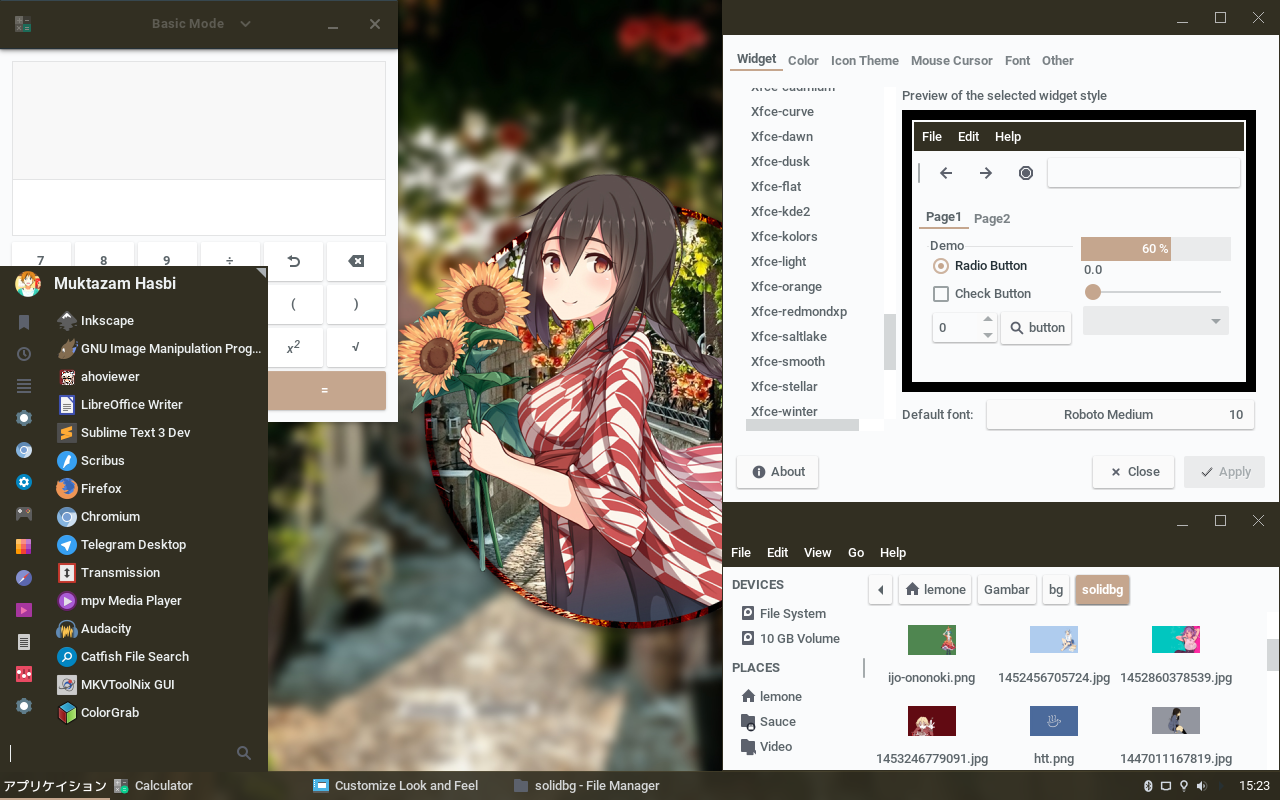 Basic Mode
7 8 9 ÷
( )
x² √
=
Muktazam Hasbi
Inkscape
GNU Image Manipulation Prog...
ahoviewer
LibreOffice Writer
Sublime Text 3 Dev
Scribus
Firefox
Chromium
Telegram Desktop
Transmission
mpv Media Player
Audacity
Catfish File Search
MKVToolNix GUI
ColorGrab
Widget Color Icon Theme Mouse Cursor Font Other
Xfce-cadmium
Xfce-curve
Xfce-dawn
Xfce-dusk
Xfce-flat
Xfce-kde2
Xfce-kolors
Xfce-light
Xfce-orange
Xfce-redmondxp
Xfce-saltlake
Xfce-smooth
Xfce-stellar
Xfce-winter
Preview of the selected widget style
File Edit Help
Page1 Page2
Demo
60 %
Radio Button
0.0
Check Button
0
button
Default font: Roboto Medium 10
About Close Apply
File Edit View Go Help
DEVICES
File System
10 GB Volume
PLACES
lemone
Sauce
Video
lemone Gambar bg solidbg
ijo-ononoki.png 1452456705724.jpg 1452860378539.jpg
1453246779091.jpg htt.png 1447011167819.jpg
アプリケイション Calculator Customize Look and Feel solidbg - File Manager 15:23